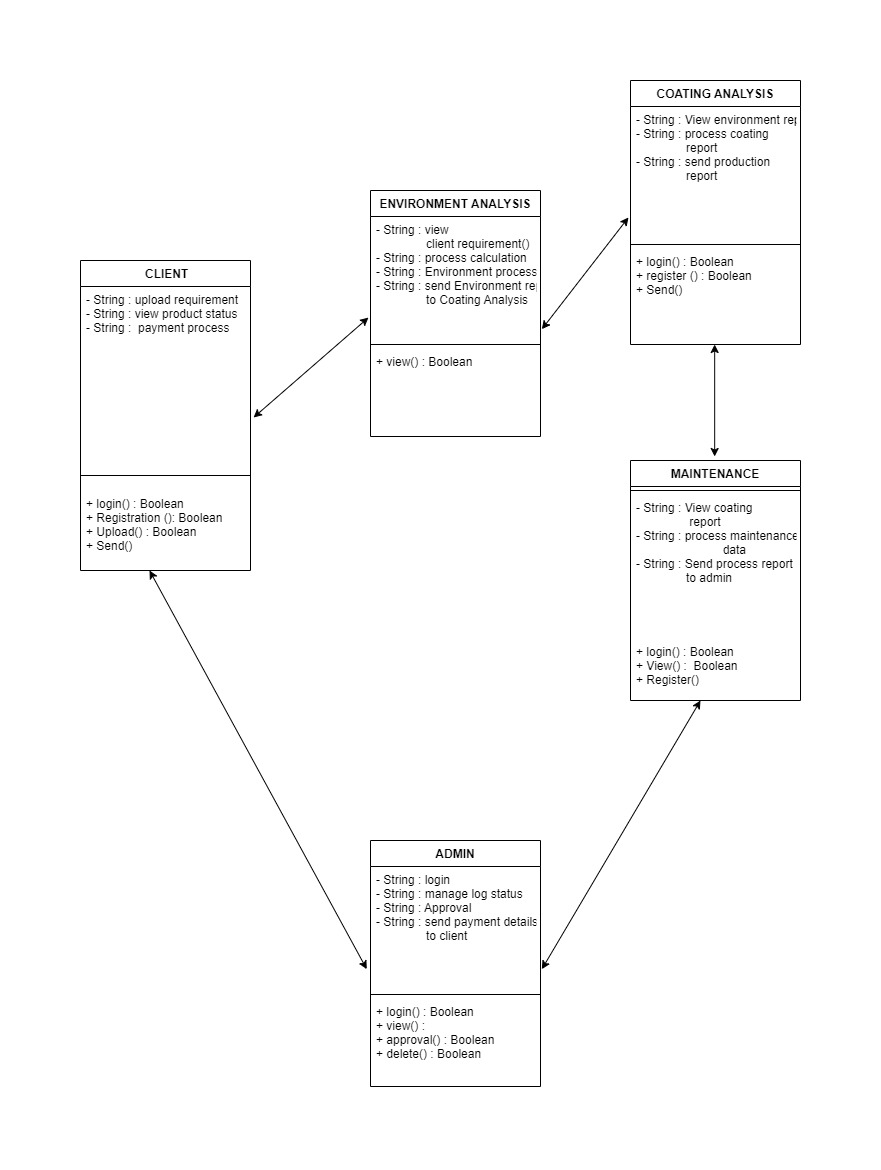 COATING ANALYSIS
- String : View environment
- String : process coating
report
- String : send production
report
+ login() : Boolean
+ register () : Boolean
+ Send()
ENVIRONMENT ANALYSIS
- String : view
client requirement()
- String : process calculation
- String : Environment process
- String : send Environment
to Coating Analysis
+ view() : Boolean
CLIENT
- String : upload requirement
- String : view product status
- String :  payment process
+ login() : Boolean
+ Registration (): Boolean
+ Upload() : Boolean
+ Send()
MAINTENANCE
- String : View coating
report
- String : process maintenance
data
- String : Send process report
to admin
+ login() : Boolean
+ View() :  Boolean
+ Register()
ADMIN
- String : login
- String : manage log status
- String : Approval
- String : send payment details
to client
+ login() : Boolean
+ view() :
+ approval() : Boolean
+ delete() : Boolean